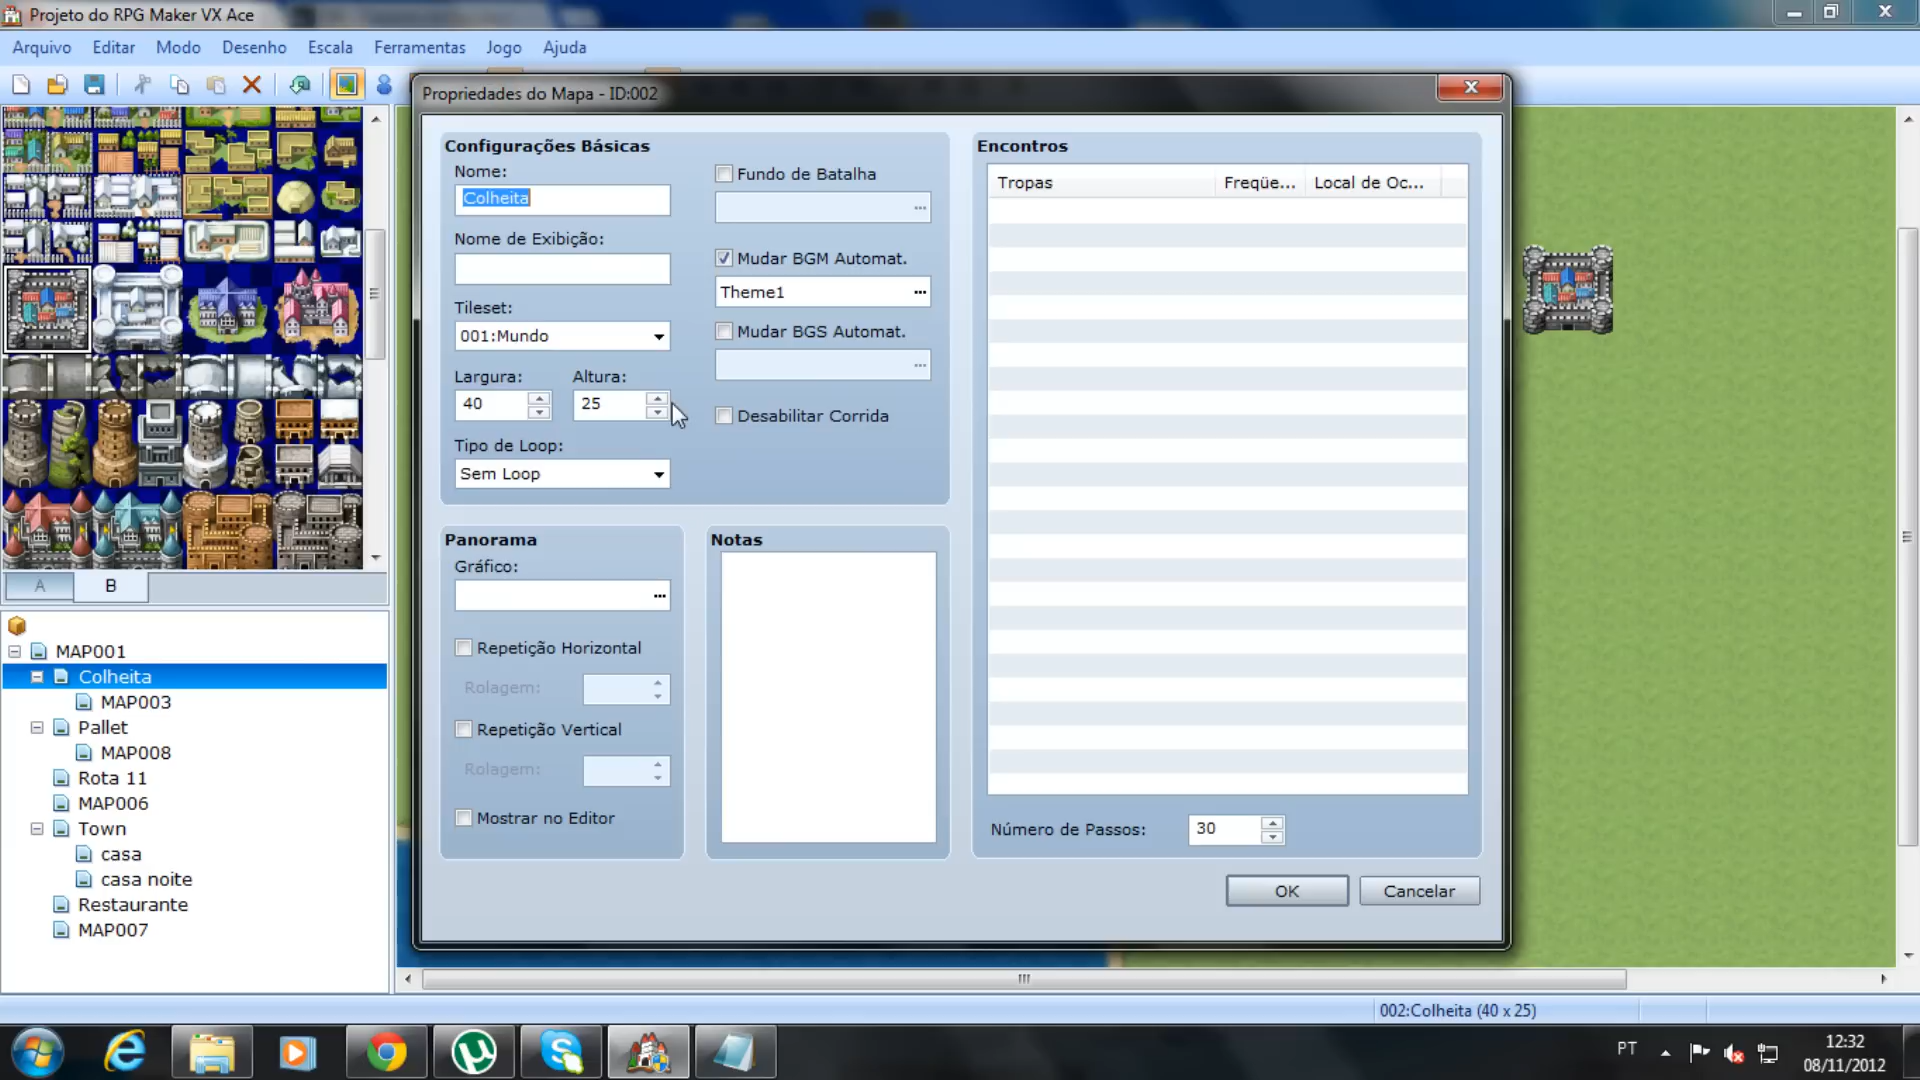 Projeto do RPG Maker VX Ace
Arquivo Editar Modo Desenho Escala Ferramentas Jogo Ajuda
Propriedades do Mapa - ID:002
Configurações Básicas
Nome:
Colheita
Nome de Exibição:
Tileset:
001:Mundo
Largura: Altura:
40 25
Tipo de Loop:
Sem Loop
Fundo de Batalha
...
Mudar BGM Automat.
Theme1 ...
Mudar BGS Automat.
...
Desabilitar Corrida
Panorama
Gráfico:
...
Repetição Horizontal
Rolagem:
Repetição Vertical
Rolagem:
Mostrar no Editor
Notas
Encontros
Tropas Freqüe... Local de Oc...
Número de Passos: 30
OK Cancelar
A B
MAP001
Colheita
MAP003
Pallet
MAP008
Rota 11
MAP006
Town
casa
casa noite
Restaurante
MAP007
002:Colheita (40 x 25)
PT
12:32
08/11/2012